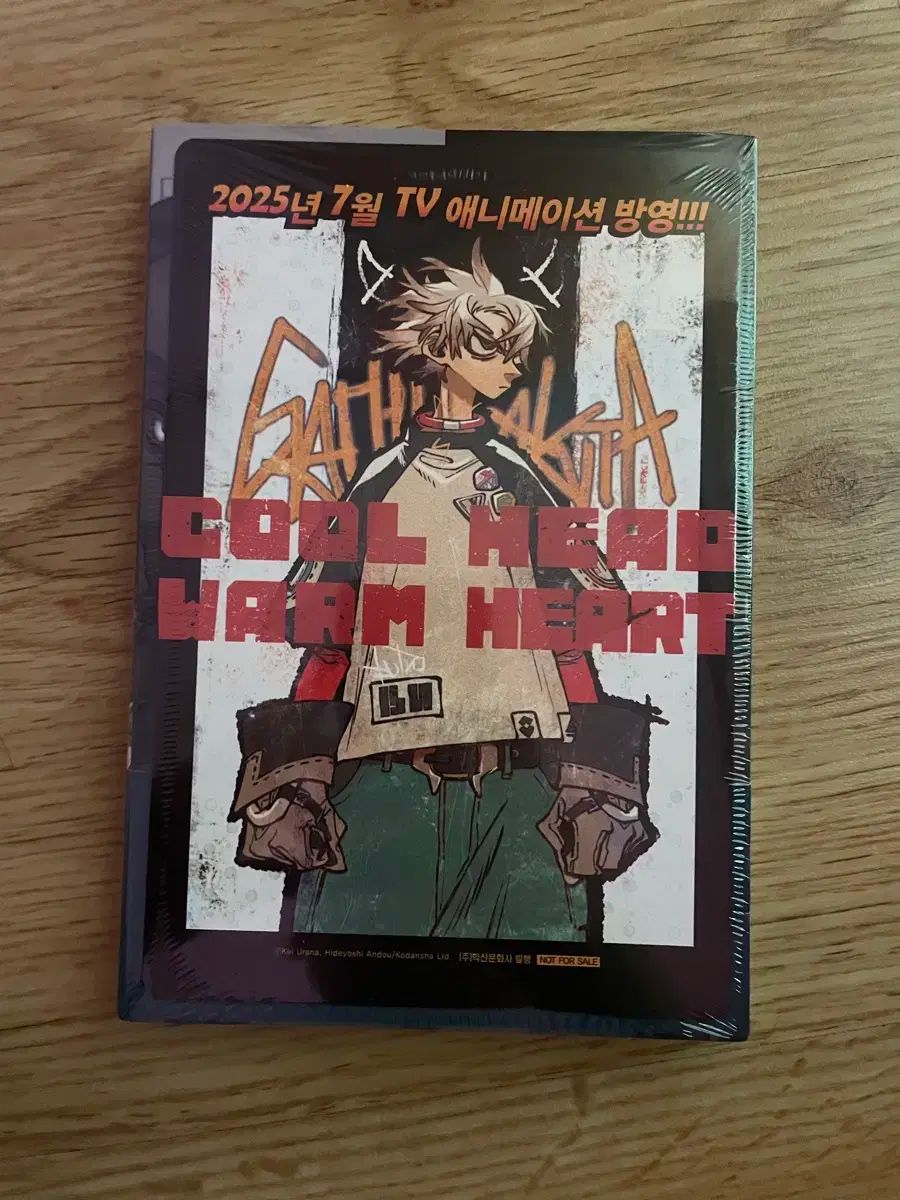 2025년 7월 TV 애니메이션 방영!!!
COOL HEAD
WARM HEART
©Kei Urana, Hideyoshi Andou/Kodansha Ltd. (주)학산문화사 발행 NOT FOR SALE